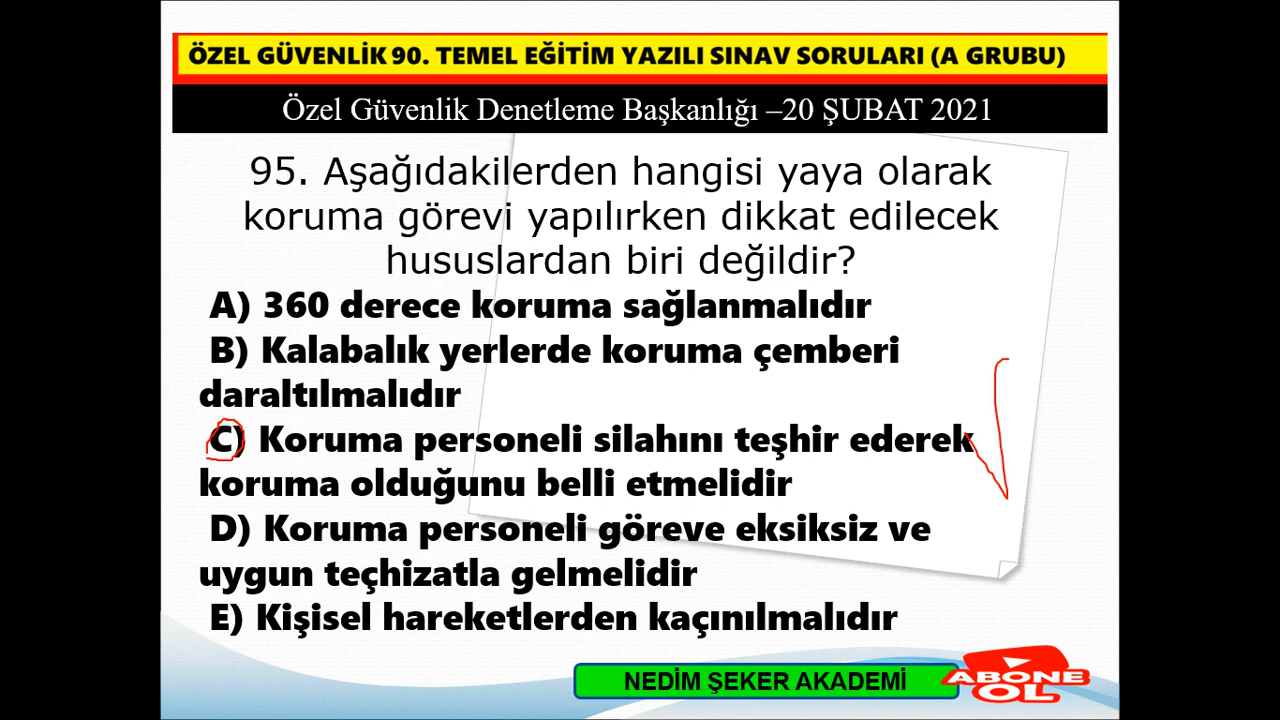 ÖZEL GÜVENLİK 90. TEMEL EĞİTİM YAZILI SINAV SORULARI (A GRUBU)
Özel Güvenlik Denetleme Başkanlığı –20 ŞUBAT 2021
95. Aşağıdakilerden hangisi yaya olarak
koruma görevi yapılırken dikkat edilecek
hususlardan biri değildir?
A) 360 derece koruma sağlanmalıdır
B) Kalabalık yerlerde koruma çemberi
daraltılmalıdır
C) Koruma personeli silahını teşhir ederek
koruma olduğunu belli etmelidir
D) Koruma personeli göreve eksiksiz ve
uygun teçhizatla gelmelidir
E) Kişisel hareketlerden kaçınılmalıdır
NEDİM ŞEKER AKADEMİ
ABONE
OL